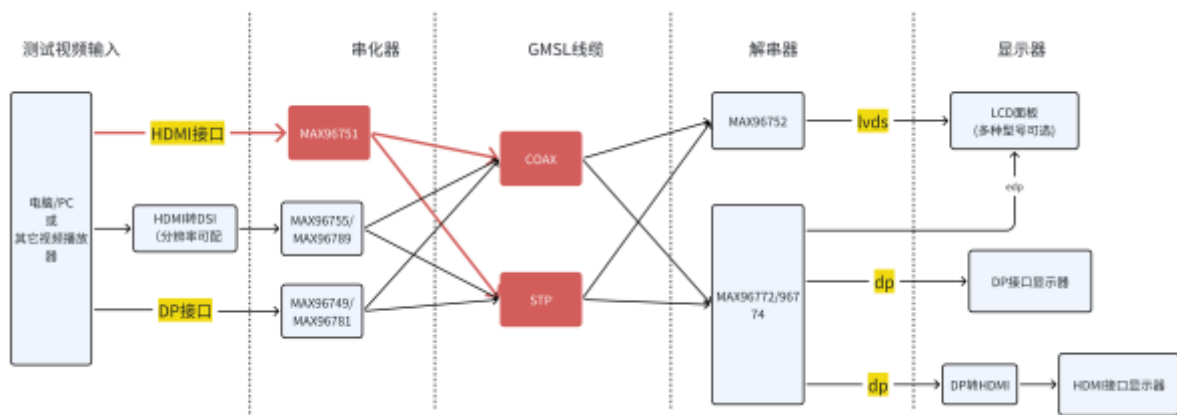 测试视频输入
串化器
GMSL线缆
解串器
显示器
电脑/PC
或
其它视频播放
器
HDMI接口
HDMI转DSI
（分辨率可配
DP接口
MAX96751
MAX96755/
MAX96789
MAX96749/
MAX96781
COAX
STP
MAX96752
MAX96772/967
74
lvds
edp
dp
dp
LCD面板
(多种型号可选)
DP接口显示器
DP转HDMI
HDMI接口显示器